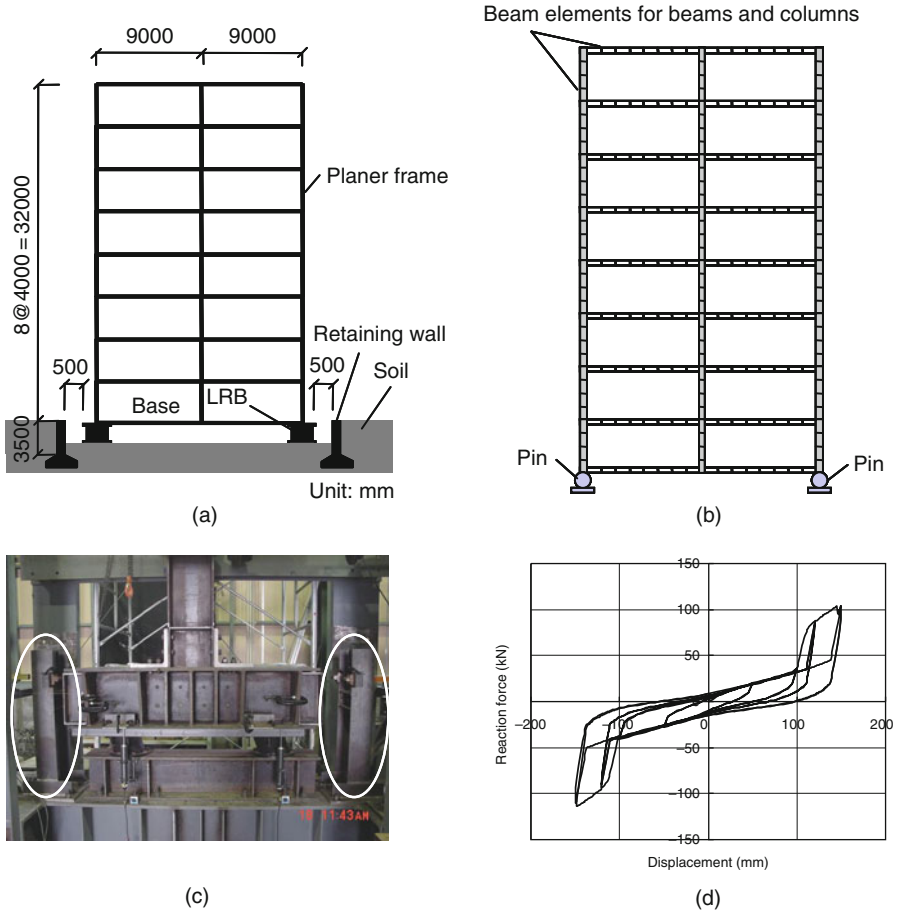 9000 9000
8@4000=32000
Planer frame
Retaining wall
500 500
Soil
LRB
Base
3500
Unit: mm
(a)
Beam elements for beams and columns
Pin Pin
(b)
11:43AM
(c)
150
100
50
0
−200 −100 100 200
−50
−100
−150
Reaction force (kN)
Displacement (mm)
(d)